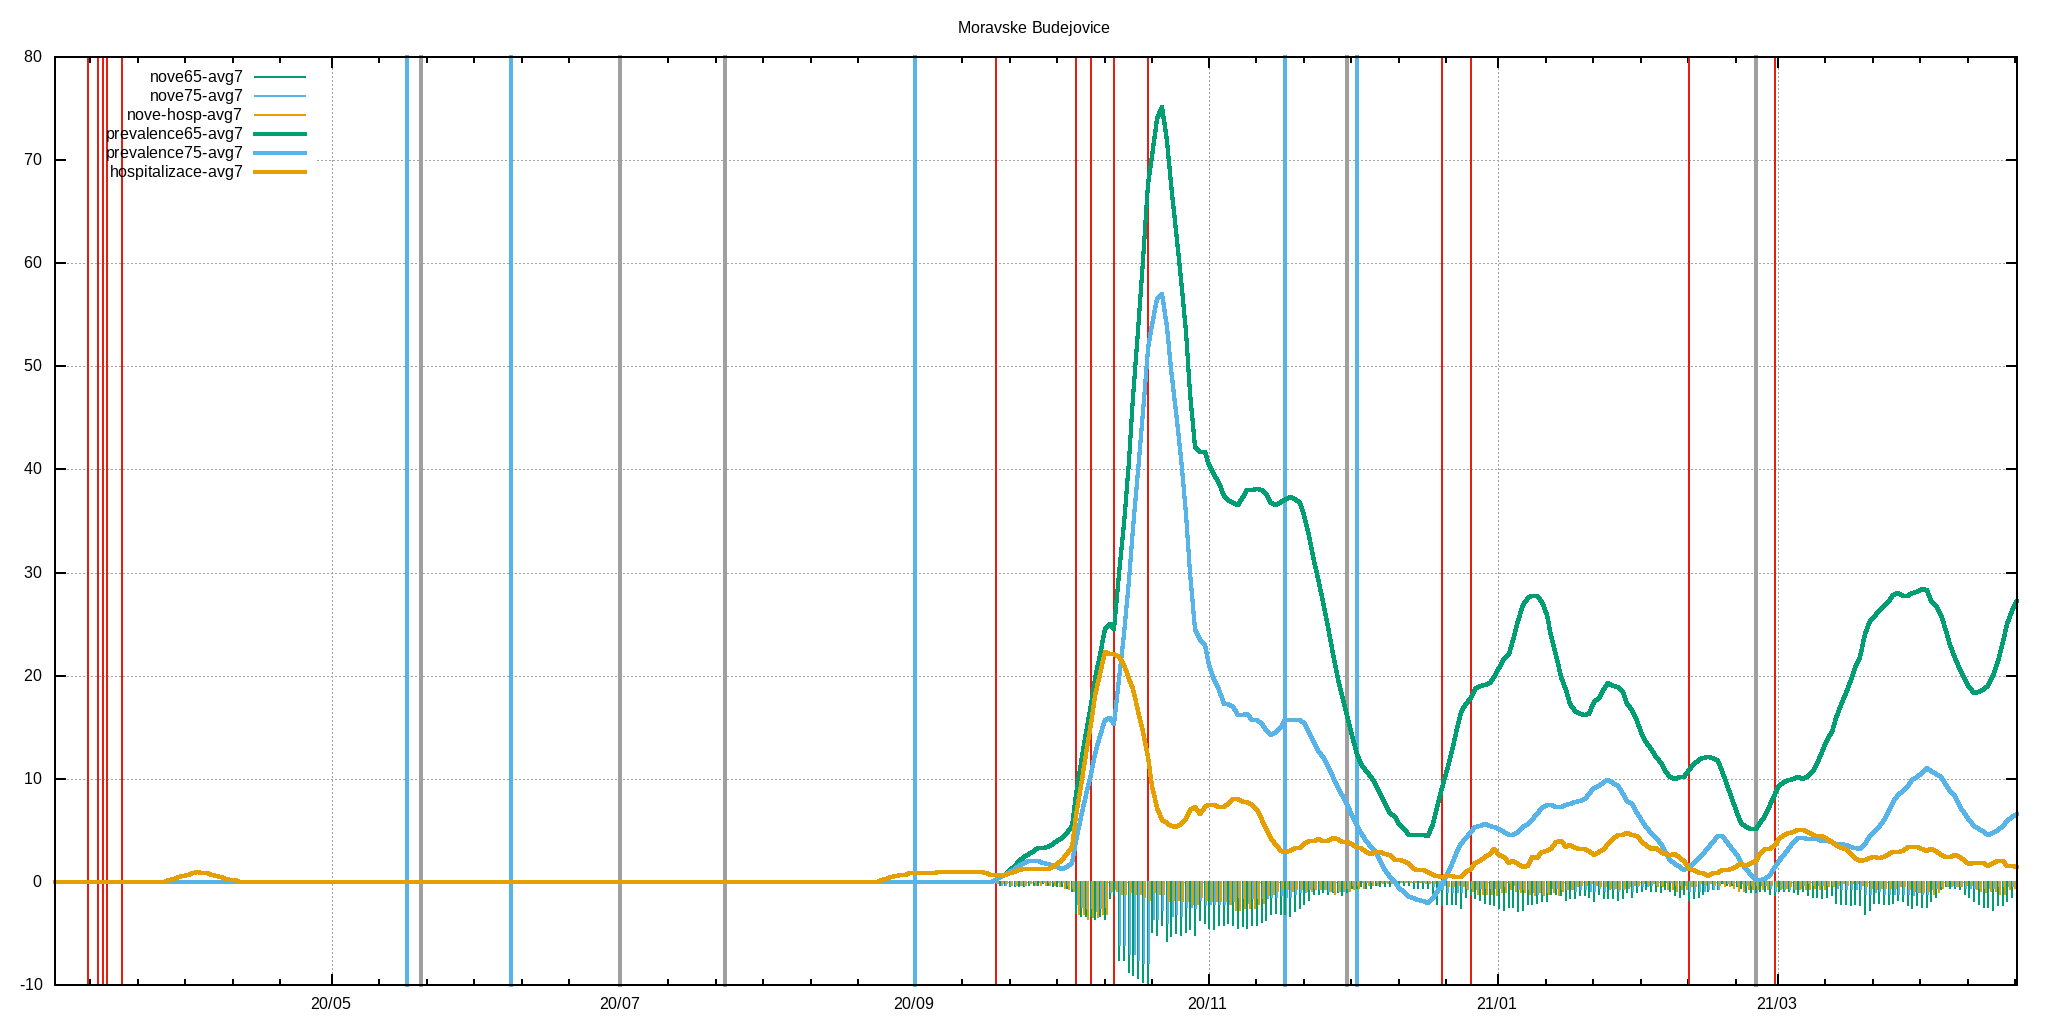 Moravske Budejovice
80
70
60
50
40
30
20
10
0
-10
nove65-avg7
nove75-avg7
nove-hosp-avg7
prevalence65-avg7
prevalence75-avg7
hospitalizace-avg7
20/05
20/07
20/09
20/11
21/01
21/03